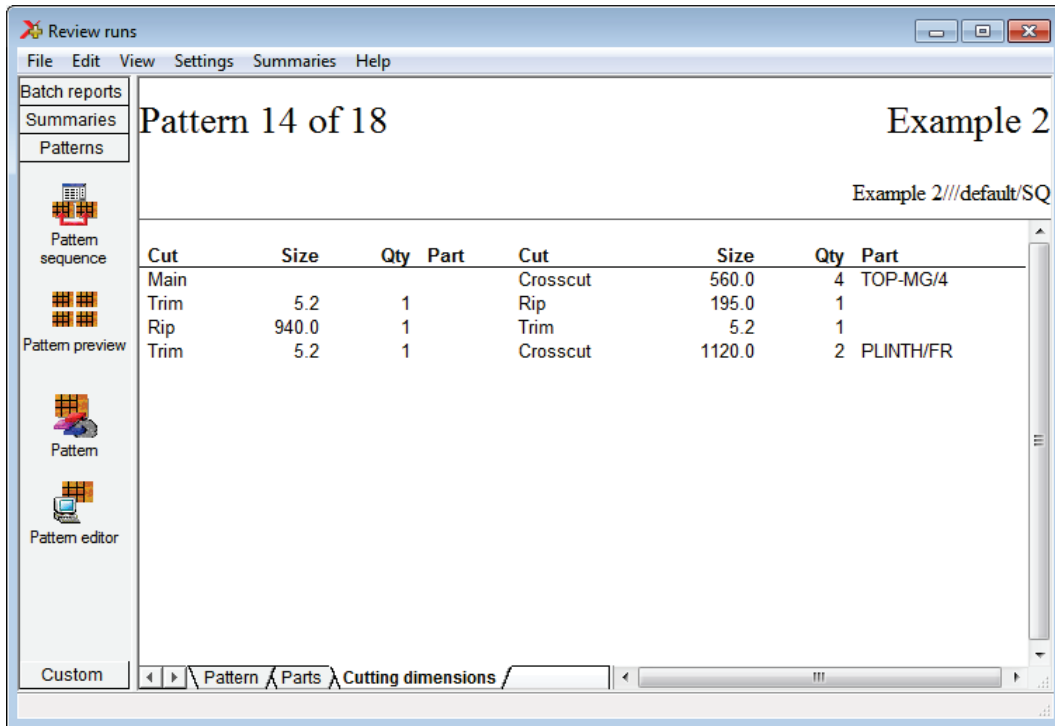 Review runs
File Edit View Settings Summaries Help
Batch reports
Summaries
Patterns
Pattern
sequence
Pattern preview
Pattern
Pattern editor
Custom
Pattern 14 of 18 Example 2
Example 2///default/SQ
Cut Size Qty Part Cut Size Qty Part
Main Crosscut 560.0 4 TOP-MG/4
Trim 5.2 1 Rip 195.0 1
Rip 940.0 1 Trim 5.2 1
Trim 5.2 1 Crosscut 1120.0 2 PLINTH/FR
Pattern Parts Cutting dimensions